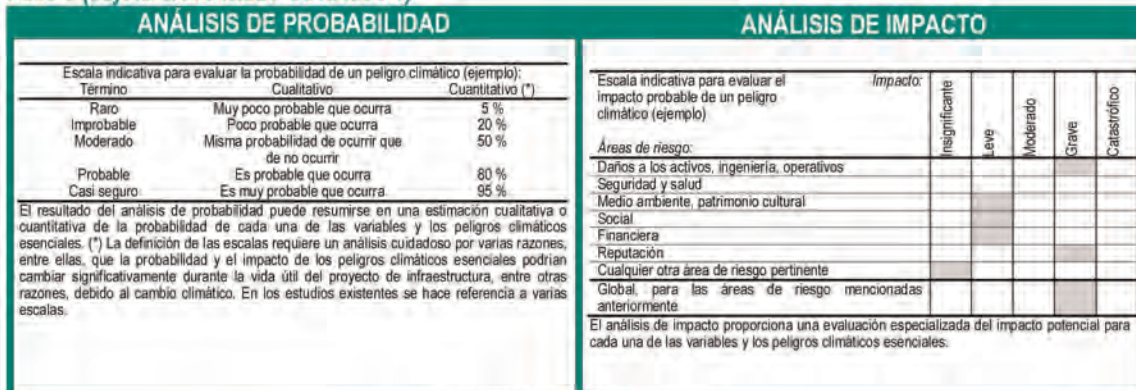 ANÁLISIS DE PROBABILIDAD
Escala indicativa para evaluar la probabilidad de un peligro climático (ejemplo):
Término Cualitativo Cuantitativo (*)
Raro Muy poco probable que ocurra 5 %
Improbable Poco probable que ocurra 20 %
Moderado Misma probabilidad de ocurrir que
de no ocurrir 50 %
Probable Es probable que ocurra 80 %
Casi seguro Es muy probable que ocurra 95 %
El resultado del análisis de probabilidad puede resumirse en una estimación cualitativa o
cuantitativa de la probabilidad de cada una de las variables y los peligros climáticos
esenciales. (*) La definición de las escalas requiere un análisis cuidadoso por varias razones,
entre ellas, que la probabilidad y el impacto de los peligros climáticos esenciales podrían
cambiar significativamente durante la vida útil del proyecto de infraestructura, entre otras
razones, debido al cambio climático. En los estudios existentes se hace referencia a varias
escalas.
ANÁLISIS DE IMPACTO
Escala indicativa para evaluar el Impacto:
impacto probable de un peligro
climático (ejemplo)
Insignificante
Leve
Moderado
Grave
Catastrófico
Áreas de riesgo:
Daños a los activos, ingeniería, operativos
Seguridad y salud
Medio ambiente, patrimonio cultural
Social
Financiera
Reputación
Cualquier otra área de riesgo pertinente
Global, para las áreas de riesgo mencionadas
anteriormente
El análisis de impacto proporciona una evaluación especializada del impacto potencial para
cada una de las variables y los peligros climáticos esenciales.